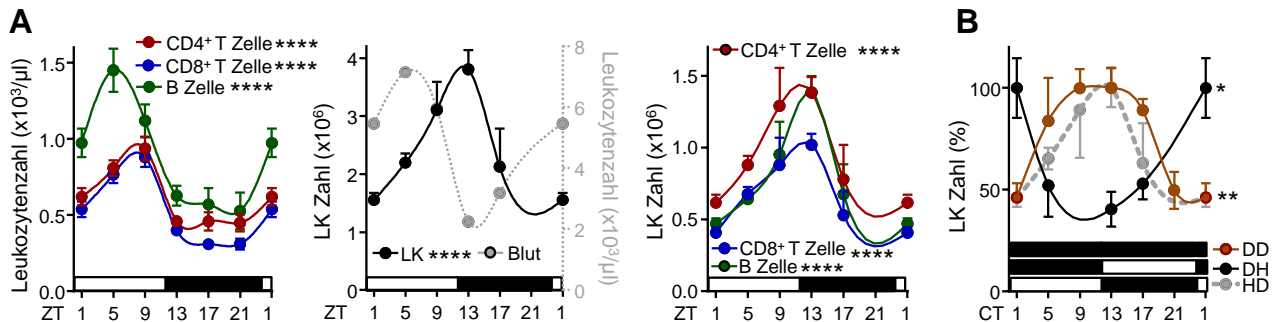 A
B
CD4+ T Zelle ****
CD8+ T Zelle ****
B Zelle ****
Leukozytenzahl (x10³/µl)
1.5
1.0
0.5
0.0
ZT 1 5 9 13 17 21 1
LK Zahl (x10⁶)
4
3
2
1
0
Leukozytenzahl (x10³/µl)
8
6
4
2
0
LK **** Blut
ZT 1 5 9 13 17 21 1
CD4+ T Zelle ****
LK Zahl (x10⁶)
1.5
1.0
0.5
0.0
CD8+ T Zelle ****
B Zelle ****
ZT 1 5 9 13 17 21 1
LK Zahl (%)
100
50
0
*
**
DD
DH
HD
CT 1 5 9 13 17 21 1